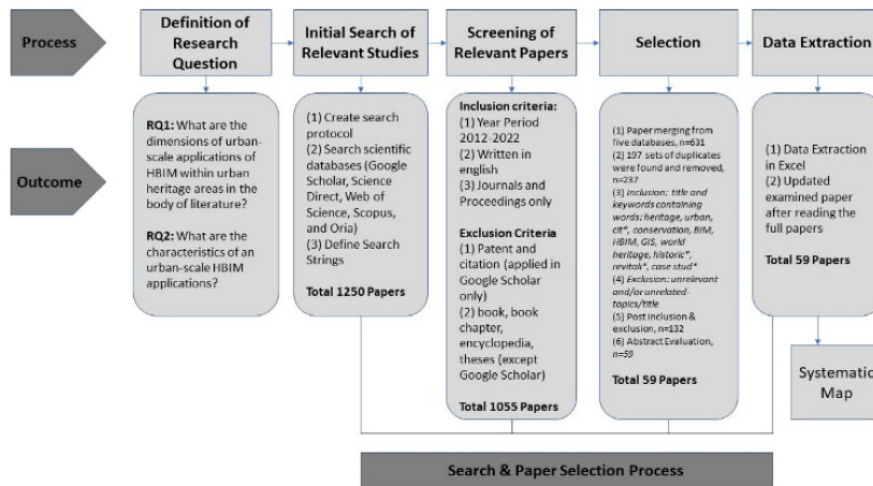 Process
Definition of
Research
Question
Initial Search of
Relevant Studies
Screening of
Relevant Papers
Selection
Data Extraction
Outcome
RQ1: What are the
dimensions of urban-
scale applications of
HBIM within urban
heritage areas in the
body of literature?
RQ2: What are the
characteristics of an
urban-scale HBIM
applications?
(1) Create search
protocol
(2) Search scientific
databases (Google
Scholar, Science
Direct, Web of
Science, Scopus,
and Oria)
(3) Define Search
Strings
Total 1250 Papers
Inclusion criteria:
(1) Year Period
2012-2022
(2) Written in
english
(3) Journals and
Proceedings only
Exclusion Criteria
(1) Patent and
citation (applied in
Google Scholar
only)
(2) book, book
chapter,
encyclopedia,
theses (except
Google Scholar)
Total 1055 Papers
(1) Paper merging from
five databases, n=631
(2) 197 sets of duplicates
were found and removed,
n=237
(3) Inclusion: title and
keywords containing
words: heritage, urban,
cit*, conservation, BIM,
HBIM, GIS, world
heritage, historic*,
revitali*, case stud*
(4) Exclusion: unrelevant
and/or unrelated-
topics/title
(5) Post inclusion &
exclusion, n=132
(6) Abstract Evaluation,
n=59
Total 59 Papers
(1) Data Extraction
in Excel
(2) Updated
examined paper
after reading the
full papers
Total 59 Papers
Systematic
Map
Search & Paper Selection Process